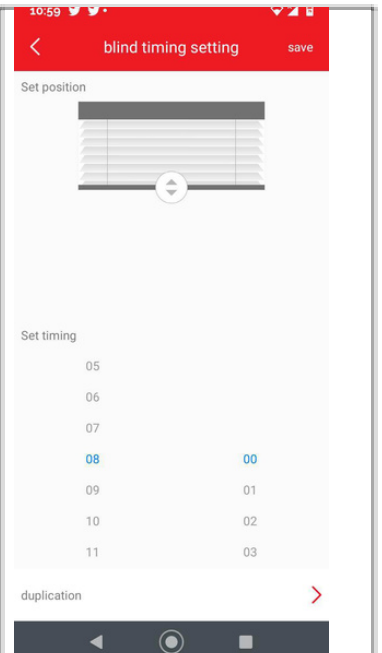 10:59
blind timing setting save
Set position
Set timing
05
06
07
08 00
09 01
10 02
11 03
duplication